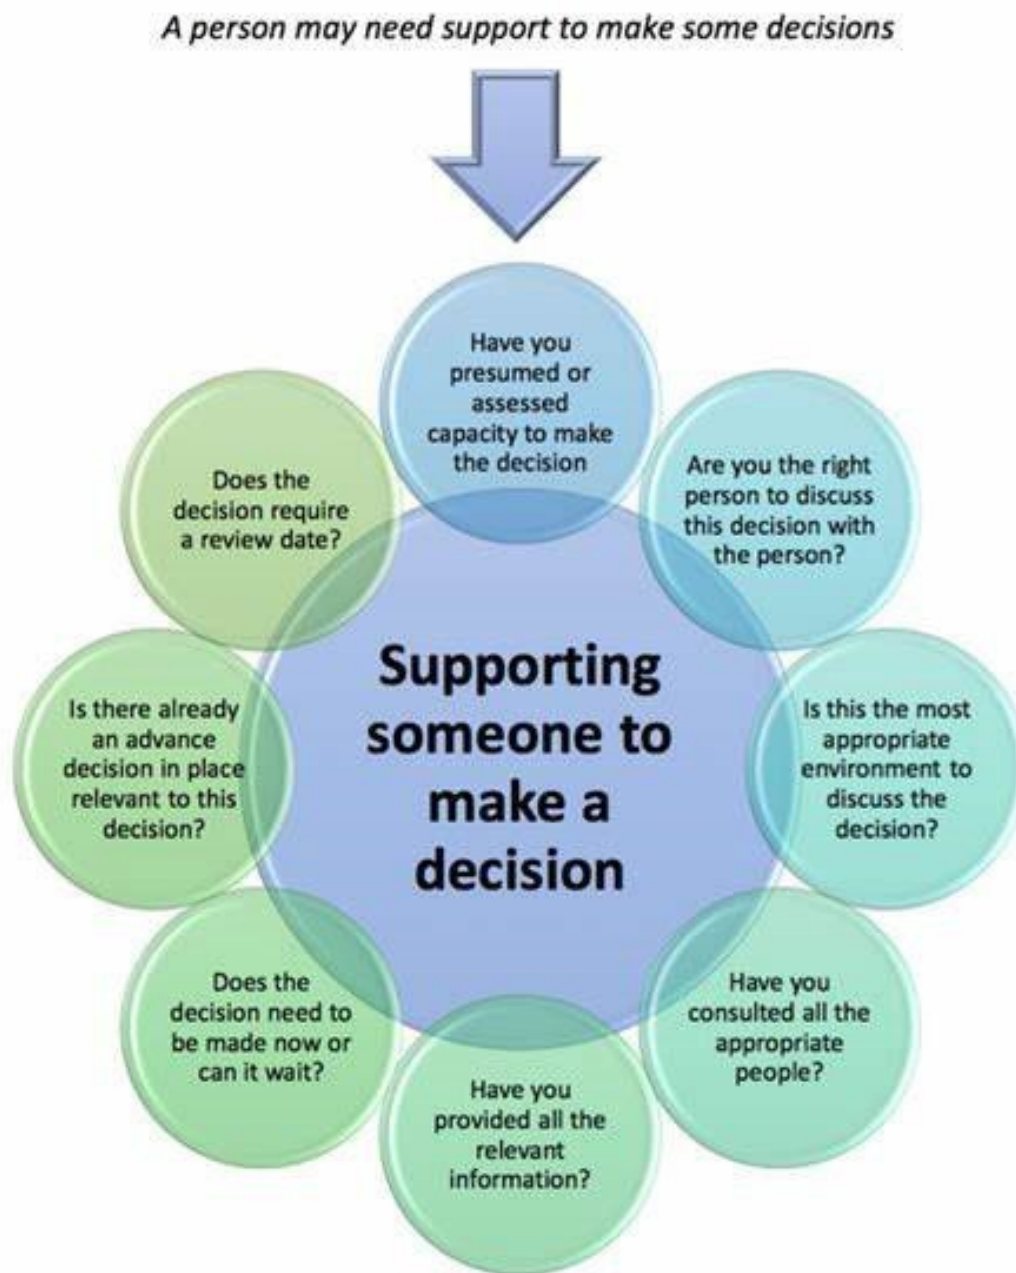 A person may need support to make some decisions
Have you
presumed or
assessed
capacity to make
the decision
Are you the right
person to discuss
this decision with
the person?
Is this the most
appropriate
environment to
discuss the
decision?
Have you
consulted all the
appropriate
people?
Have you
provided all the
relevant
information?
Does the
decision need to
be made now or
can it wait?
Is there already
an advance
decision in place
relevant to this
decision?
Does the
decision require
a review date?
Supporting
someone to
make a
decision